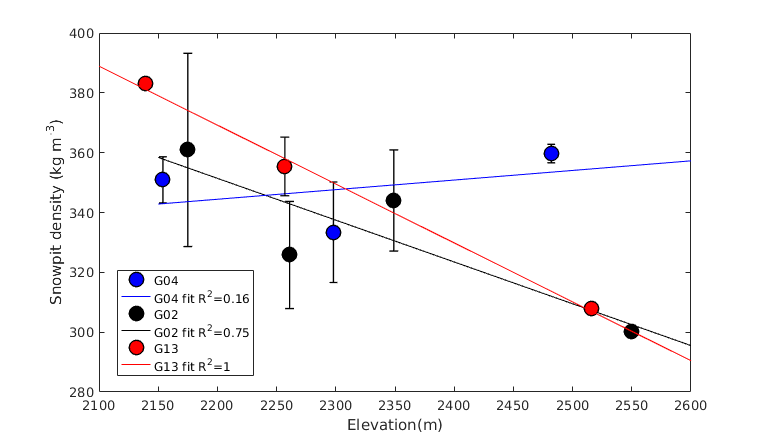 400
380
360
340
320
300
280
Snowpit density (kg m⁻³)
G04
G04 fit R²=0.16
G02
G02 fit R²=0.75
G13
G13 fit R²=1
2100 2150 2200 2250 2300 2350 2400 2450 2500 2550 2600
Elevation(m)